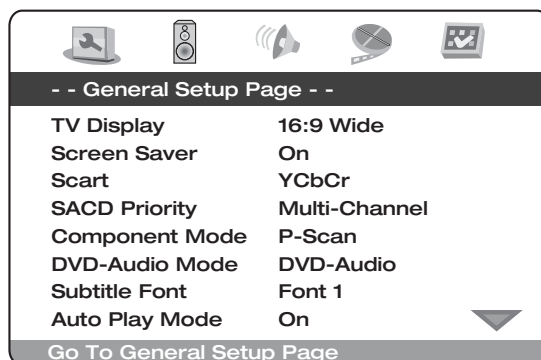 - - General Setup Page - -
TV Display 16:9 Wide
Screen Saver On
Scart YCbCr
SACD Priority Multi-Channel
Component Mode P-Scan
DVD-Audio Mode DVD-Audio
Subtitle Font Font 1
Auto Play Mode On
Go To General Setup Page